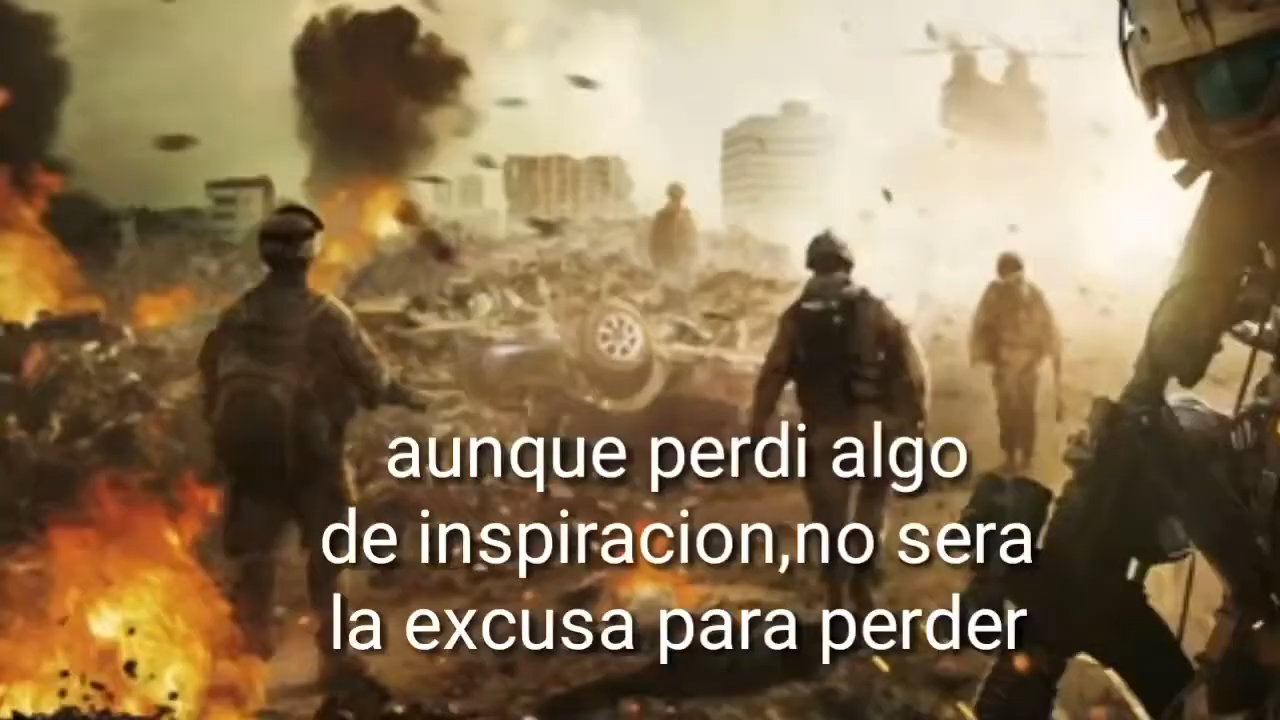 aunque perdi algo
de inspiracion,no sera
la excusa para perder